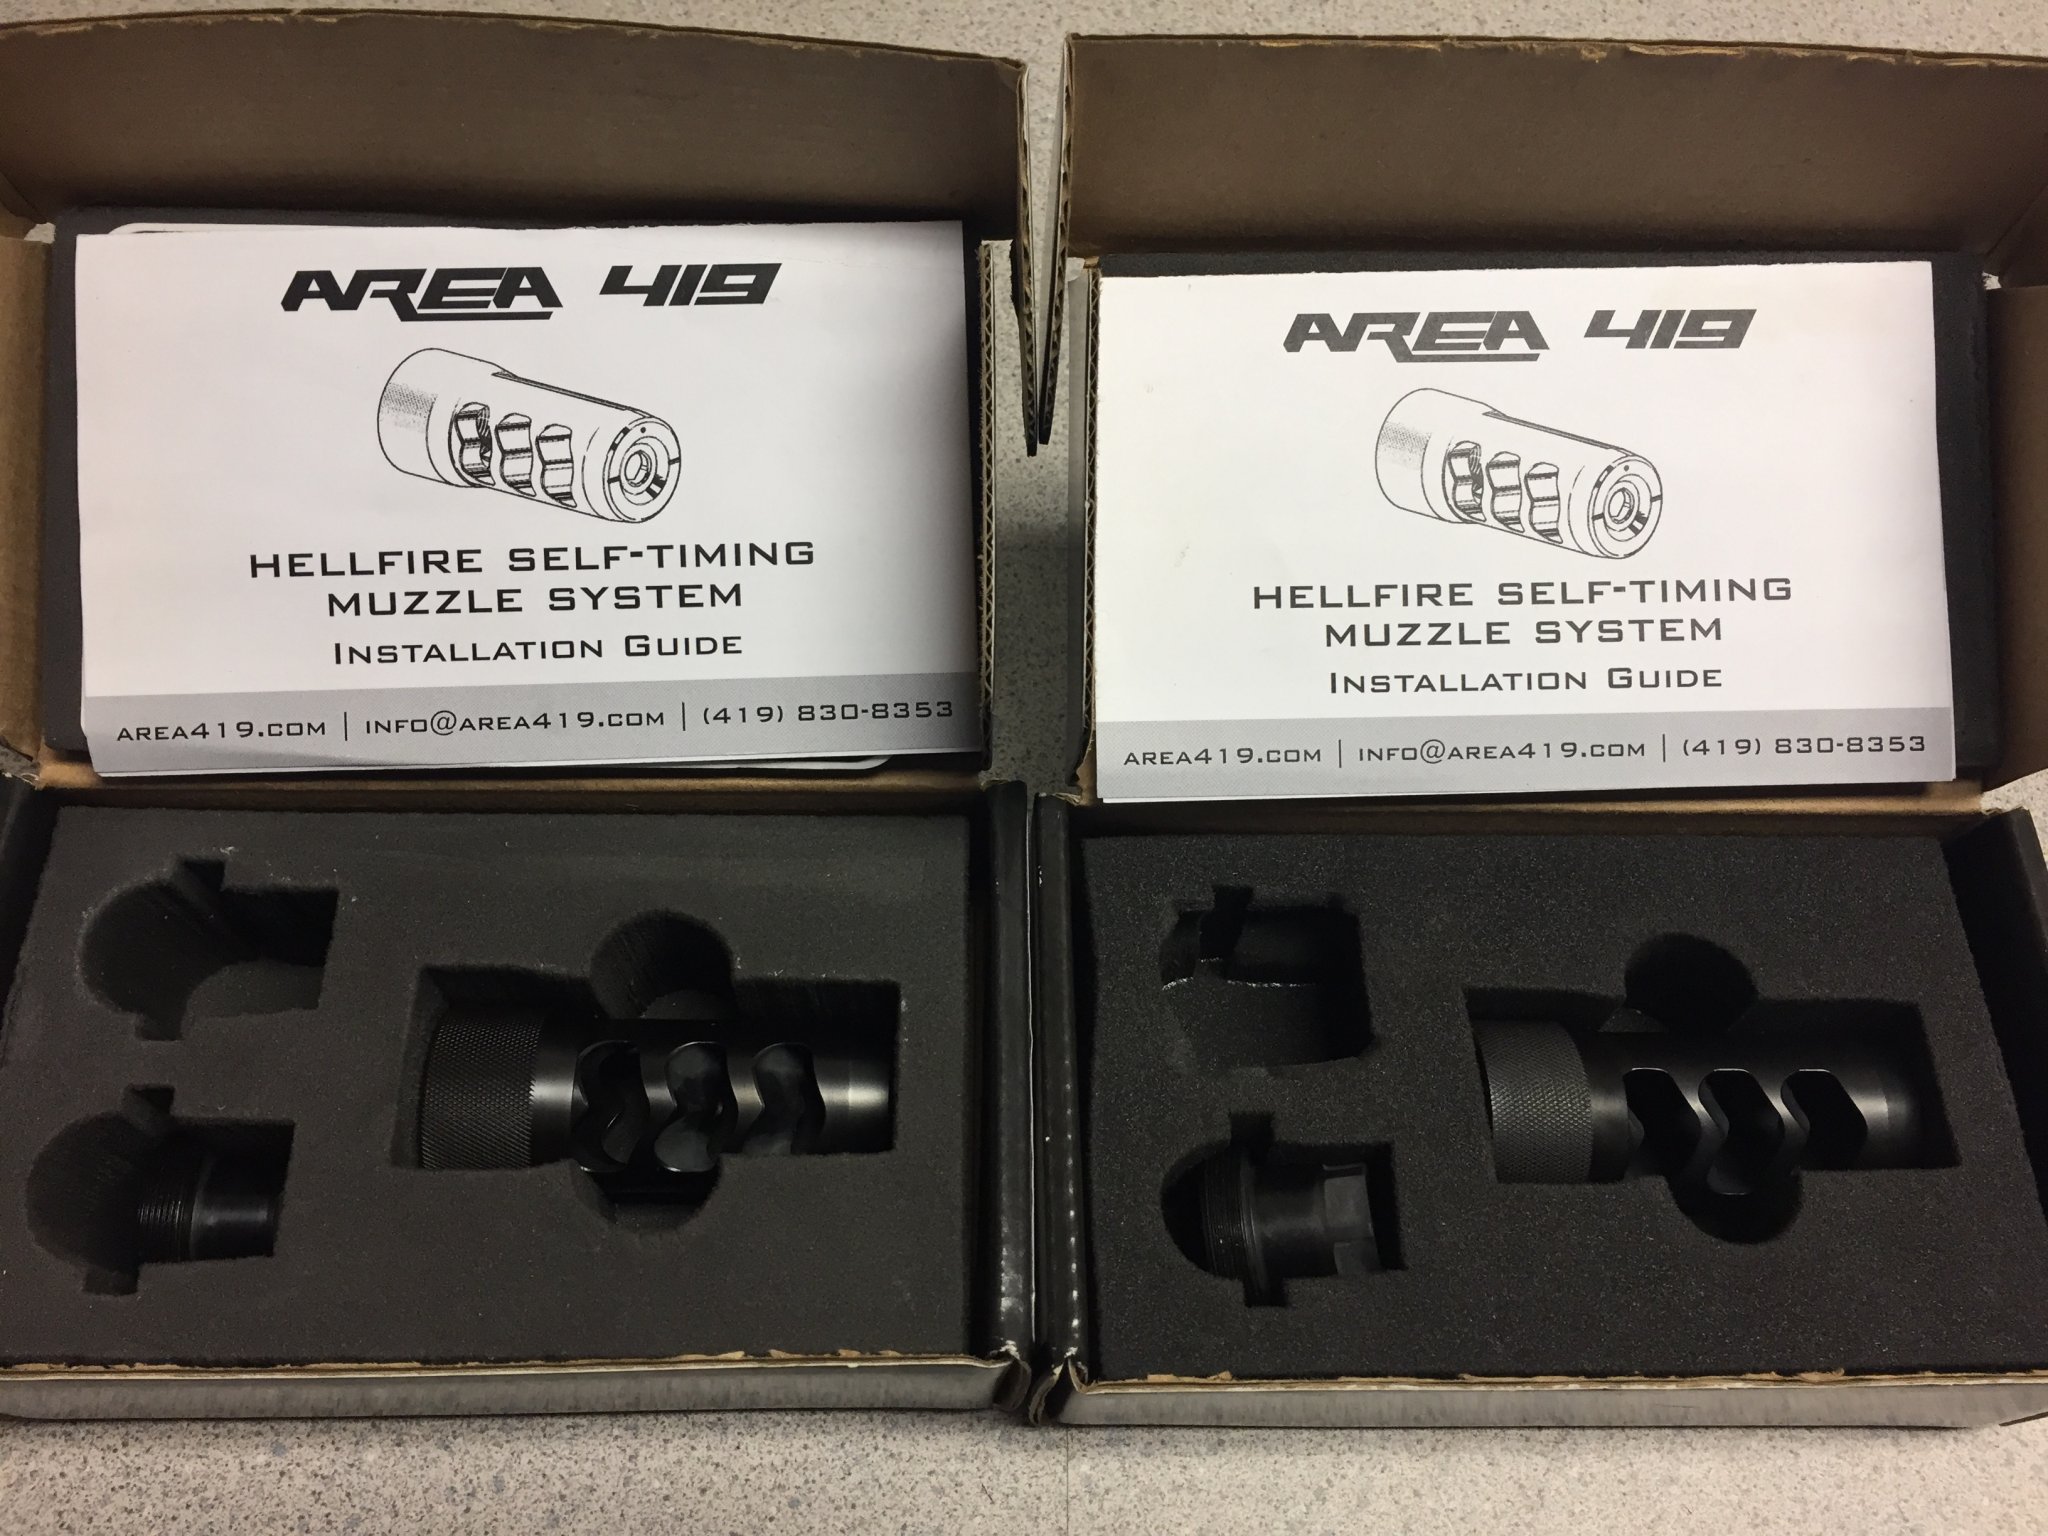 AREA 419
HELLFIRE SELF-TIMING
MUZZLE SYSTEM
INSTALLATION GUIDE
AREA419.COM | INFO@AREA419.COM | (419) 830-8353
AREA 419
HELLFIRE SELF-TIMING
MUZZLE SYSTEM
INSTALLATION GUIDE
AREA419.COM | INFO@AREA419.COM | (419) 830-8353